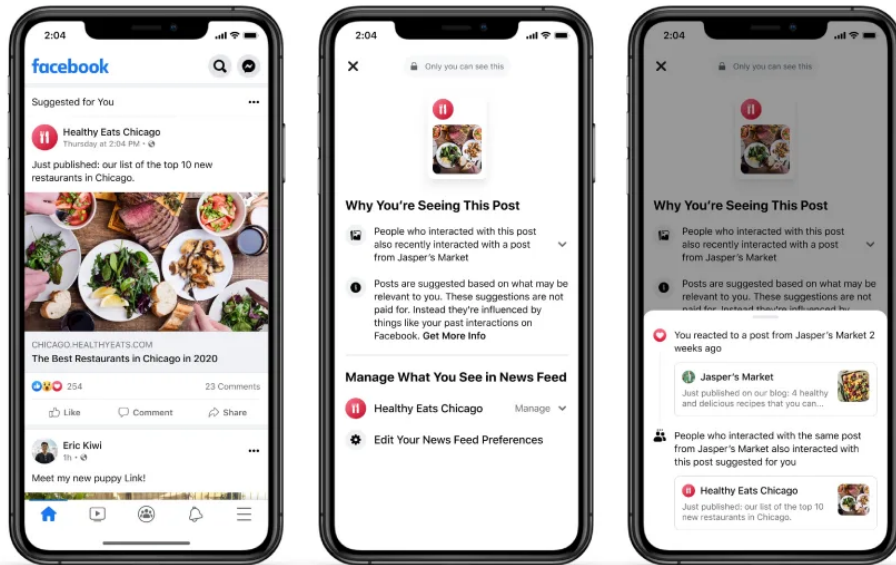 2:04
facebook
Suggested for You
Healthy Eats Chicago
Thursday at 2:04 PM •
Just published: our list of the top 10 new
restaurants in Chicago.
CHICAGO.HEALTHYEATS.COM
The Best Restaurants in Chicago in 2020
254
23 Comments
Like
Comment
Share
Eric Kiwi
1h •
Meet my new puppy Link!
2:04
Only you can see this
Why You're Seeing This Post
People who interacted with this post
also recently interacted with a post
from Jasper's Market
Posts are suggested based on what may be
relevant to you. These suggestions are not
paid for. Instead they're influenced by
things like your past interactions on
Facebook. Get More Info
Manage What You See in News Feed
Healthy Eats Chicago
Manage
Edit Your News Feed Preferences
2:04
Only you can see this
Why You're Seeing This Post
People who interacted with this post
also recently interacted with a post
from Jasper's Market
Posts are suggested based on what may be
relevant to you. These suggestions are not
paid for. Instead they're influenced by
You reacted to a post from Jasper's Market 2
weeks ago
Jasper's Market
Just published on our blog: 4 healthy
and delicious recipes that you can...
People who interacted with the same post
from Jasper's Market also interacted with
this post suggested for you
Healthy Eats Chicago
Just published: our list of the top 10
new restaurants in Chicago.